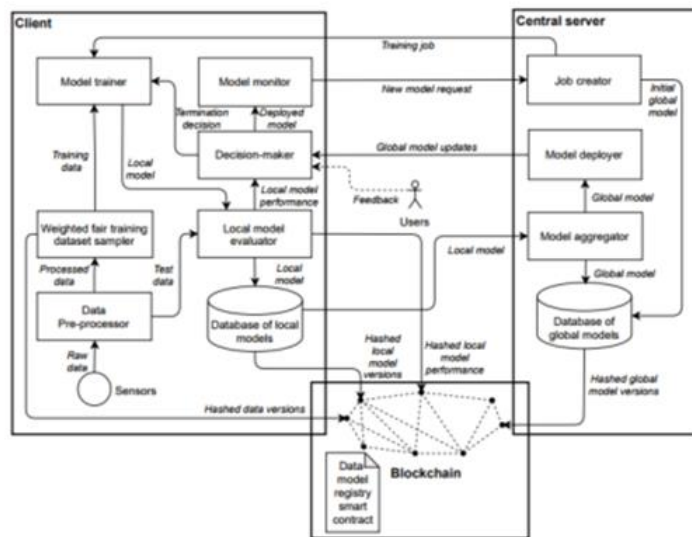 Client
Central server
Training job
Model trainer
Model monitor
Job creator
New model request
Initial
global
model
Termination
decision
Deployed
model
Training
data
Local
model
Decision-maker
Global model updates
Model deployer
Local model
performance
Feedback
Users
Global model
Weighted fair training
dataset sampler
Local model
evaluator
Local model
Model aggregator
Processed
data
Test
data
Local
model
Global model
Data
Pre-processor
Database of local
models
Database of
global models
Raw
data
Sensors
Hashed
local
model
versions
Hashed local
model
performance
Hashed global
model versions
Hashed data versions
Blockchain
Data
model
registry
smart
contract